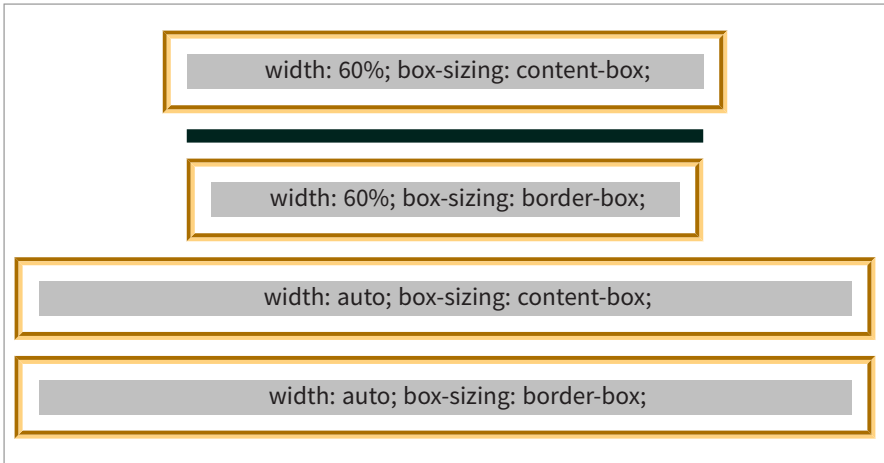 width: 60%; box-sizing: content-box;
width: 60%; box-sizing: border-box;
width: auto; box-sizing: content-box;
width: auto; box-sizing: border-box;